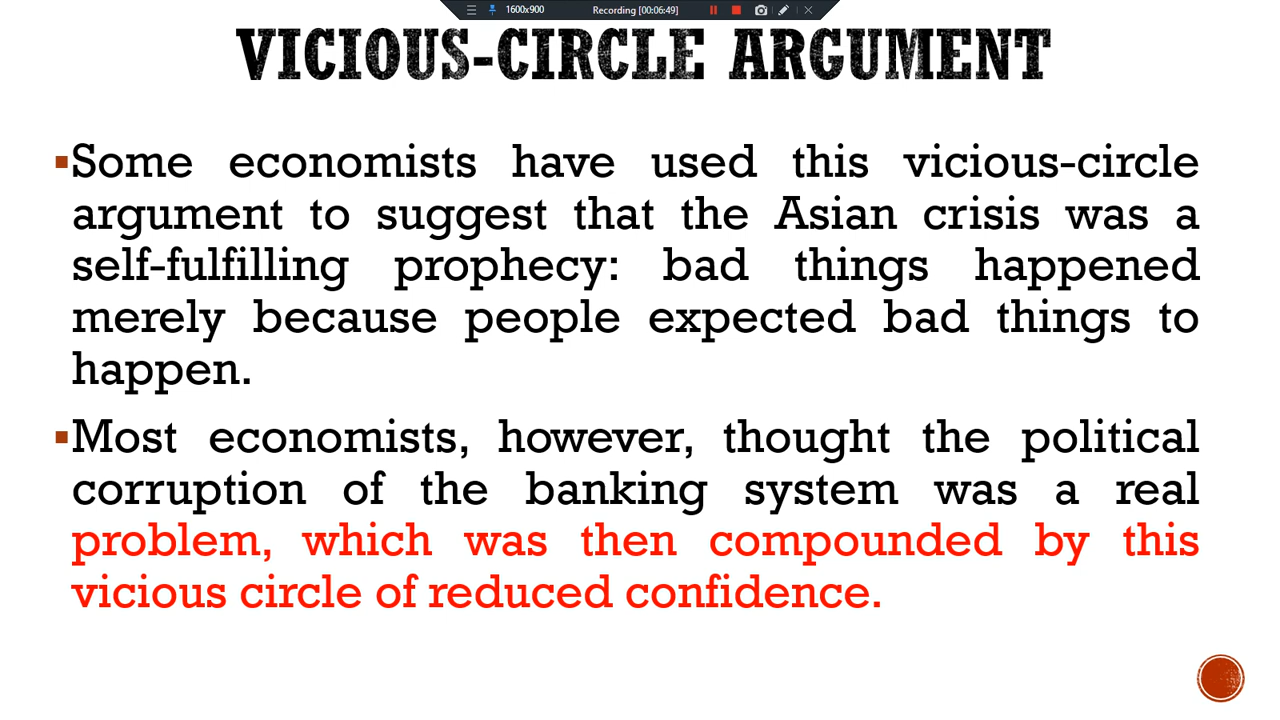 1600x900 Recording [00:06:49]
VICIOUS-CIRCLE ARGUMENT
Some economists have used this vicious-circle
argument to suggest that the Asian crisis was a
self-fulfilling prophecy: bad things happened
merely because people expected bad things to
happen.
Most economists, however, thought the political
corruption of the banking system was a real
problem, which was then compounded by this
vicious circle of reduced confidence.